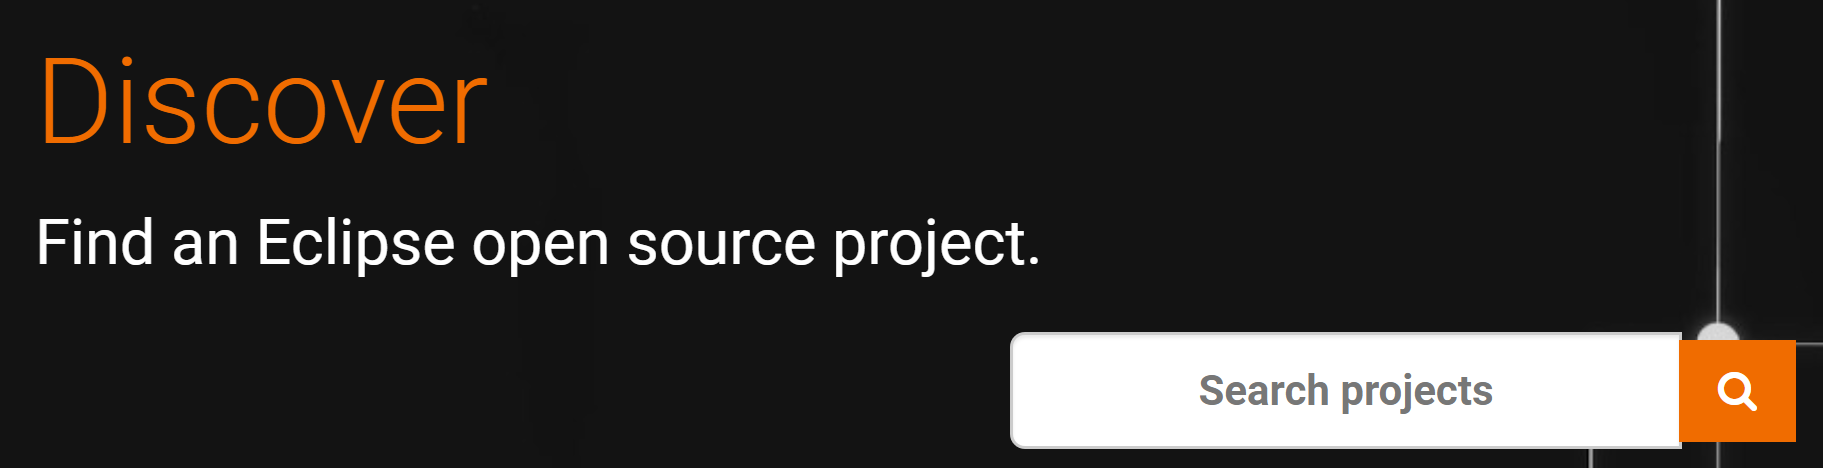 Discover
Find an Eclipse open source project.
Search projects